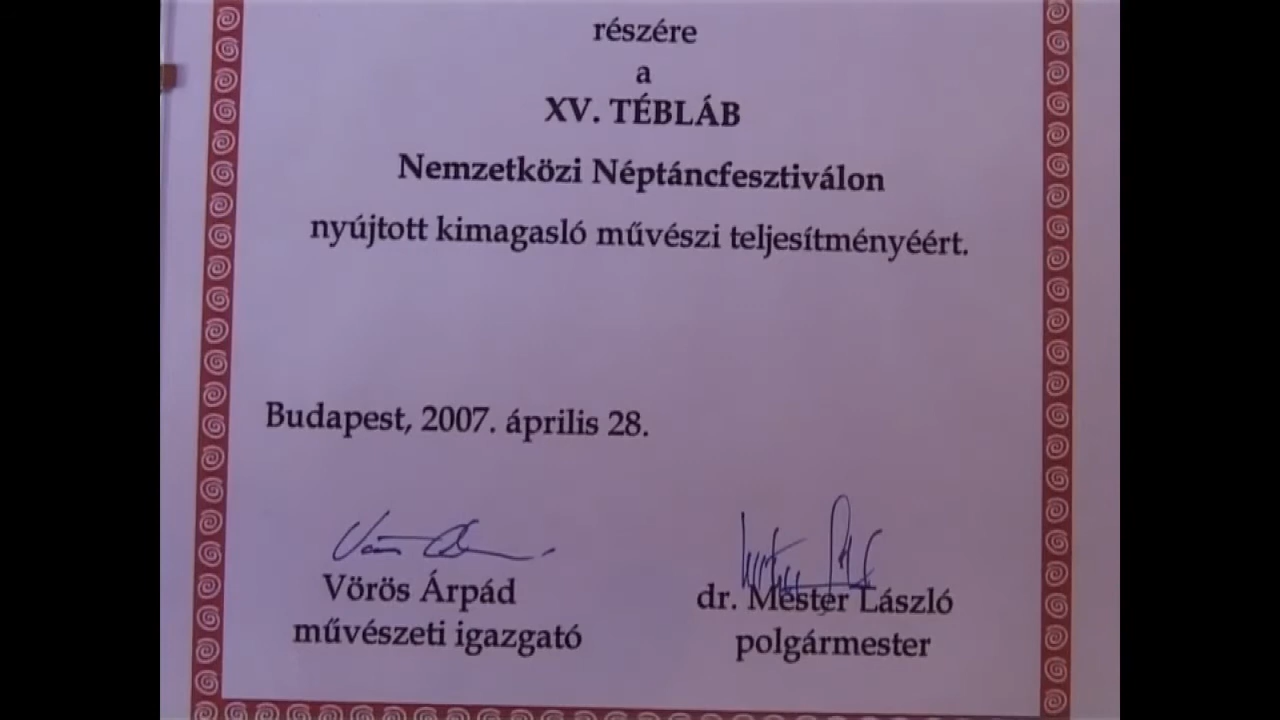 részére
a
XV. TÉBLÁB
Nemzetközi Néptáncfesztiválon
nyújtott kimagasló művészi teljesítményéért.
Budapest, 2007. április 28.
Vörös Árpád
művészeti igazgató
dr. Mester László
polgármester